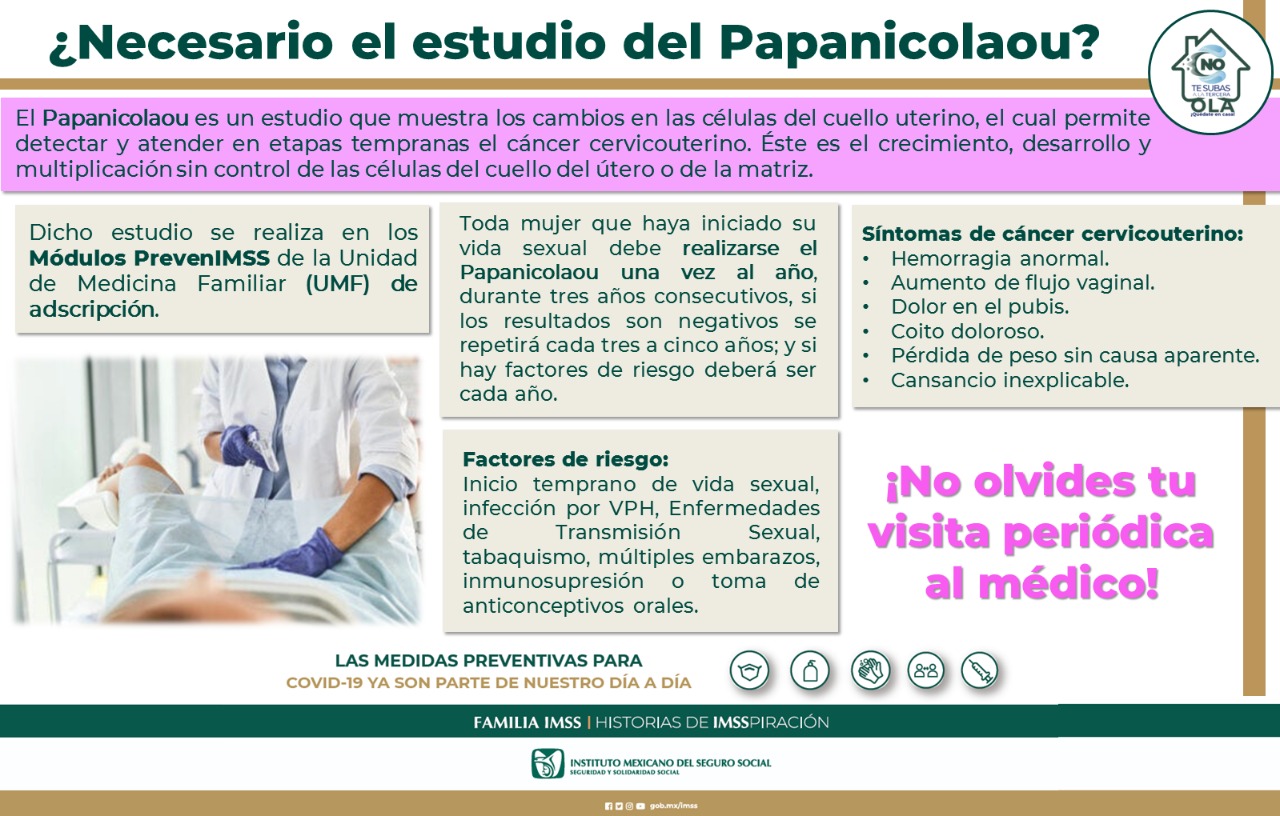 ¿Necesario el estudio del Papanicolaou?
NO
TE SUBAS
A LA TERCERA
OLA
¡Quédate en casa!
El Papanicolaou es un estudio que muestra los cambios en las células del cuello uterino, el cual permite
detectar y atender en etapas tempranas el cáncer cervicouterino. Éste es el crecimiento, desarrollo y
multiplicación sin control de las células del cuello del útero o de la matriz.
Dicho estudio se realiza en los
Módulos PrevenIMSS de la Unidad
de Medicina Familiar (UMF) de
adscripción.
Toda mujer que haya iniciado su
vida sexual debe realizarse el
Papanicolaou una vez al año,
durante tres años consecutivos, si
los resultados son negativos se
repetirá cada tres a cinco años; y si
hay factores de riesgo deberá ser
cada año.
Síntomas de cáncer cervicouterino:
• Hemorragia anormal.
• Aumento de flujo vaginal.
• Dolor en el pubis.
• Coito doloroso.
• Pérdida de peso sin causa aparente.
• Cansancio inexplicable.
Factores de riesgo:
Inicio temprano de vida sexual,
infección por VPH, Enfermedades
de Transmisión Sexual,
tabaquismo, múltiples embarazos,
inmunosupresión o toma de
anticonceptivos orales.
¡No olvides tu
visita periódica
al médico!
LAS MEDIDAS PREVENTIVAS PARA
COVID-19 YA SON PARTE DE NUESTRO DÍA A DÍA
FAMILIA IMSS | HISTORIAS DE IMSSPIRACIÓN
INSTITUTO MEXICANO DEL SEGURO SOCIAL
SEGURIDAD Y SOLIDARIDAD SOCIAL
gob.mx/imss